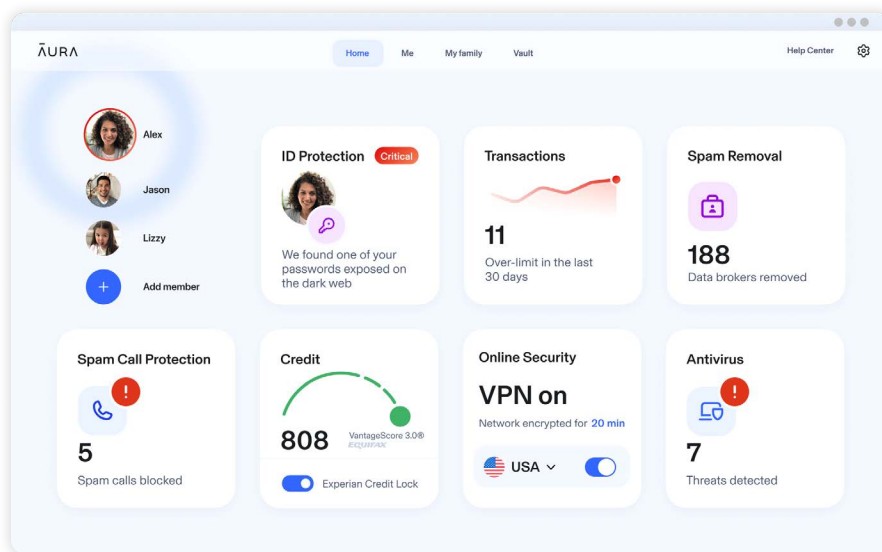 ĀURA
Home
Me
My family
Vault
Help Center
Alex
Jason
Lizzy
Add member
ID Protection
Critical
We found one of your
passwords exposed on
the dark web
Transactions
11
Over-limit in the last
30 days
Spam Removal
188
Data brokers removed
Spam Call Protection
!
5
Spam calls blocked
Credit
808
VantageScore 3.0®
EQUIFAX
Experian Credit Lock
Online Security
VPN on
Network encrypted for 20 min
USA
Antivirus
!
7
Threats detected